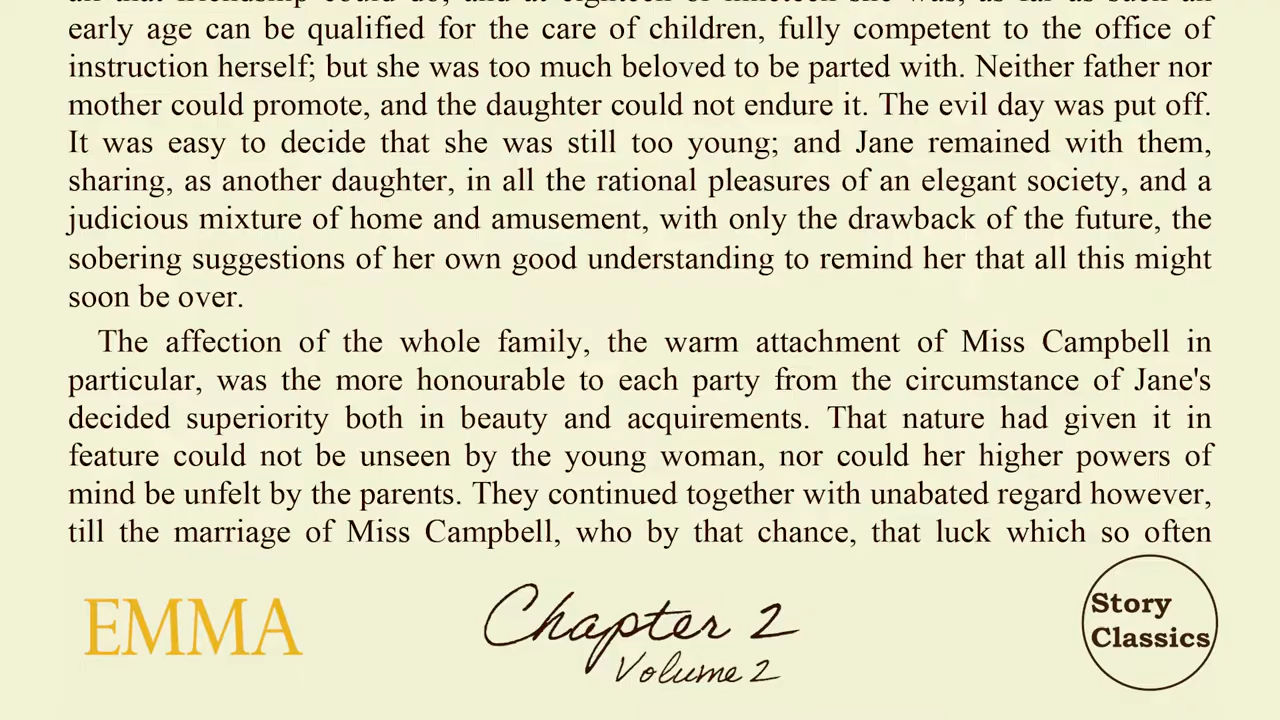 early age can be qualified for the care of children, fully competent to the office of
instruction herself; but she was too much beloved to be parted with. Neither father nor
mother could promote, and the daughter could not endure it. The evil day was put off.
It was easy to decide that she was still too young; and Jane remained with them,
sharing, as another daughter, in all the rational pleasures of an elegant society, and a
judicious mixture of home and amusement, with only the drawback of the future, the
sobering suggestions of her own good understanding to remind her that all this might
soon be over.
The affection of the whole family, the warm attachment of Miss Campbell in
particular, was the more honourable to each party from the circumstance of Jane's
decided superiority both in beauty and acquirements. That nature had given it in
feature could not be unseen by the young woman, nor could her higher powers of
mind be unfelt by the parents. They continued together with unabated regard however,
till the marriage of Miss Campbell, who by that chance, that luck which so often
EMMA
Chapter 2
Volume 2
Story
Classics